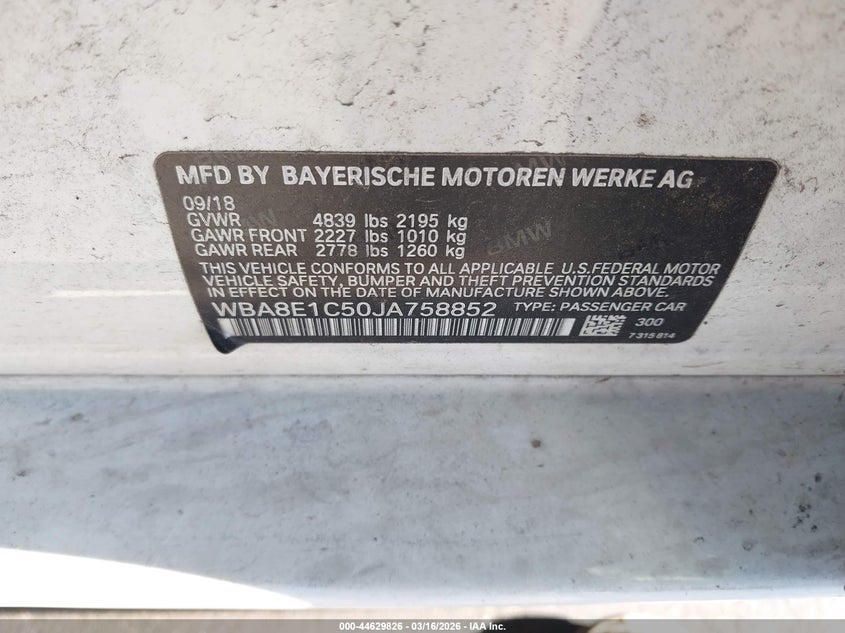 MFD BY BAYERISCHE MOTOREN WERKE AG
09/18
GVWR 4839 lbs 2195 kg
GAWR FRONT 2227 lbs 1010 kg
GAWR REAR 2778 lbs 1260 kg
THIS VEHICLE CONFORMS TO ALL APPLICABLE U.S.FEDERAL MOTOR
VEHICLE SAFETY, BUMPER AND THEFT PREVENTION STANDARDS
IN EFFECT ON THE DATE OF MANUFACTURE SHOWN ABOVE.
WBA8E1C50JA758852 TYPE: PASSENGER CAR
300
7 315 814
000-44629826 - 03/16/2026 - IAA, Inc.